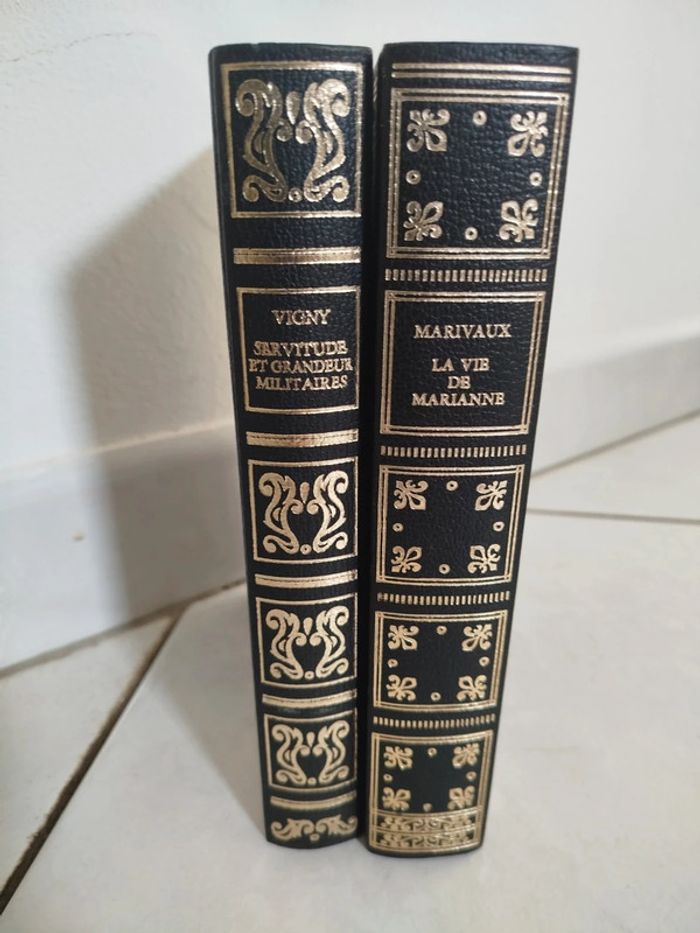 VIGNY
SERVITUDE
ET GRANDEUR
MILITAIRES
MARIVAUX
LA VIE
DE
MARIANNE